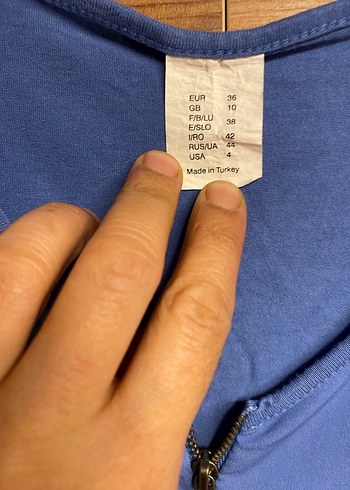 EUR 36
GB 10
F/B/LU
E/SLO 38
I/RO 42
RUS/UA 44
USA 4
Made in Turkey